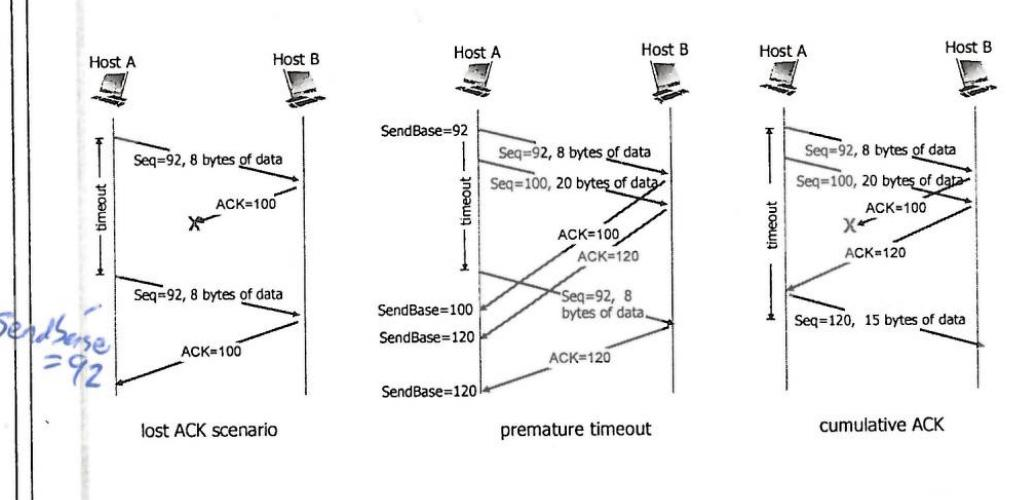 Host A
Host B
timeout
Seq=92, 8 bytes of data
ACK=100
X
Seq=92, 8 bytes of data
ACK=100
SendBase
=92
lost ACK scenario
Host A
Host B
SendBase=92
timeout
Seq=92, 8 bytes of data
Seq=100, 20 bytes of data
ACK=100
ACK=120
Seq=92, 8
bytes of data
SendBase=100
SendBase=120
ACK=120
SendBase=120
premature timeout
Host A
Host B
timeout
Seq=92, 8 bytes of data
Seq=100, 20 bytes of data
ACK=100
X
ACK=120
Seq=120, 15 bytes of data
cumulative ACK